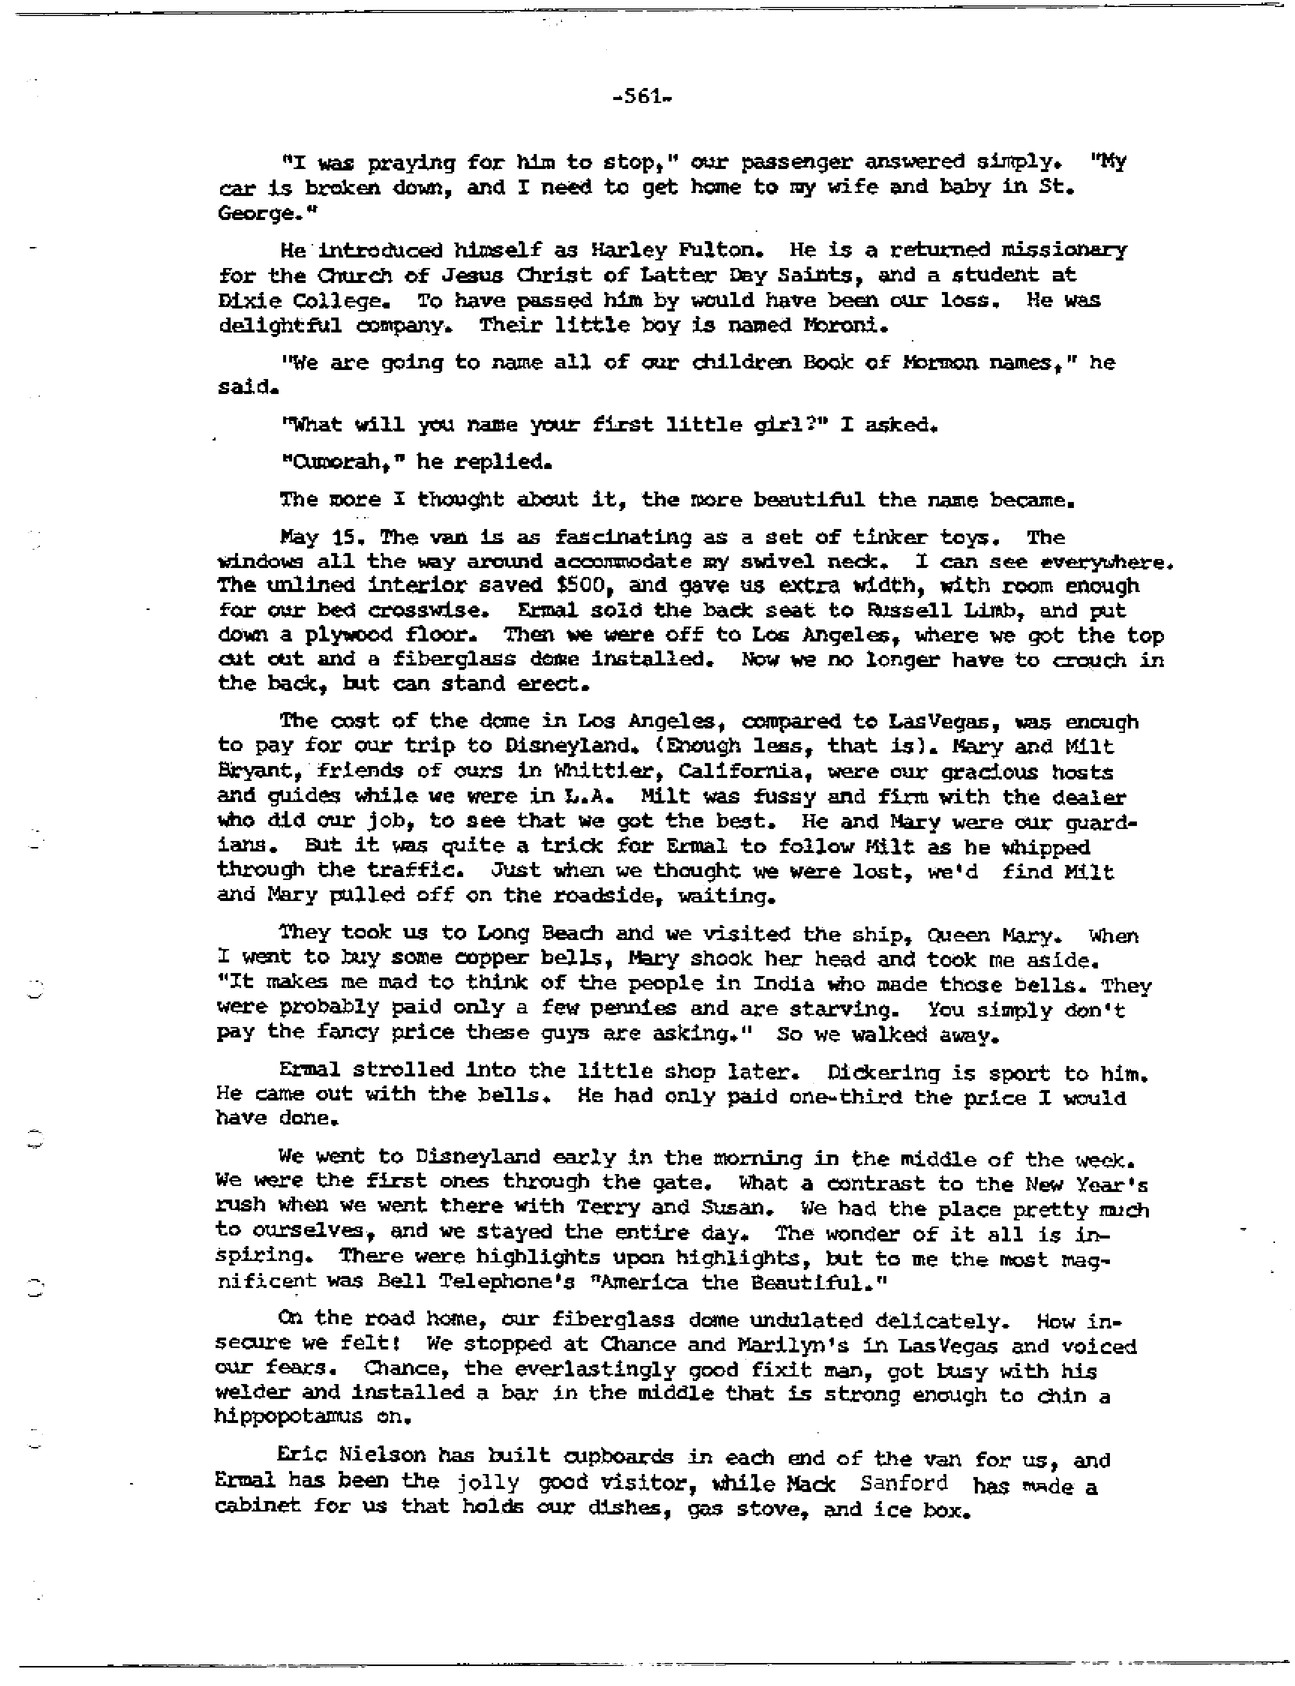 -561-
"I was praying for him to stop," our passenger answered simply. "My
car is broken down, and I need to get home to my wife and baby in St.
George."
He introduced himself as Harley Fulton. He is a returned missionary
for the Church of Jesus Christ of Latter Day Saints, and a student at
Dixie College. To have passed him by would have been our loss. He was
delightful company. Their little boy is named Moroni.
"We are going to name all of our children Book of Mormon names," he
said.
"What will you name your first little girl?" I asked.
"Cumorah," he replied.
The more I thought about it, the more beautiful the name became.
May 15. The van is as fascinating as a set of tinker toys. The
windows all the way around accommodate my swivel neck. I can see everywhere.
The unlined interior saved $500, and gave us extra width, with room enough
for our bed crosswise. Ermal sold the back seat to Russell Limb, and put
down a plywood floor. Then we were off to Los Angeles, where we got the top
cut out and a fiberglass dome installed. Now we no longer have to crouch in
the back, but can stand erect.
The cost of the dome in Los Angeles, compared to LasVegas, was enough
to pay for our trip to Disneyland. (Enough less, that is). Mary and Milt
Bryant, friends of ours in Whittier, California, were our gracious hosts
and guides while we were in L.A. Milt was fussy and firm with the dealer
who did our job, to see that we got the best. He and Mary were our guard-
ians. But it was quite a trick for Ermal to follow Milt as he whipped
through the traffic. Just when we thought we were lost, we'd find Milt
and Mary pulled off on the roadside, waiting.
They took us to Long Beach and we visited the ship, Queen Mary. When
I went to buy some copper bells, Mary shook her head and took me aside.
"It makes me mad to think of the people in India who made those bells. They
were probably paid only a few pennies and are starving. You simply don't
pay the fancy price these guys are asking." So we walked away.
Ermal strolled into the little shop later. Dickering is sport to him.
He came out with the bells. He had only paid one-third the price I would
have done.
We went to Disneyland early in the morning in the middle of the week.
We were the first ones through the gate. What a contrast to the New Year's
rush when we went there with Terry and Susan. We had the place pretty much
to ourselves, and we stayed the entire day. The wonder of it all is in-
spiring. There were highlights upon highlights, but to me the most mag-
nificent was Bell Telephone's "America the Beautiful."
On the road home, our fiberglass dome undulated delicately. How in-
secure we felt! We stopped at Chance and Marilyn's in LasVegas and voiced
our fears. Chance, the everlastingly good fixit man, got busy with his
welder and installed a bar in the middle that is strong enough to chin a
hippopotamus on.
Eric Nielson has built cupboards in each end of the van for us, and
Ermal has been the jolly good visitor, while Mack Sanford has made a
cabinet for us that holds our dishes, gas stove, and ice box.